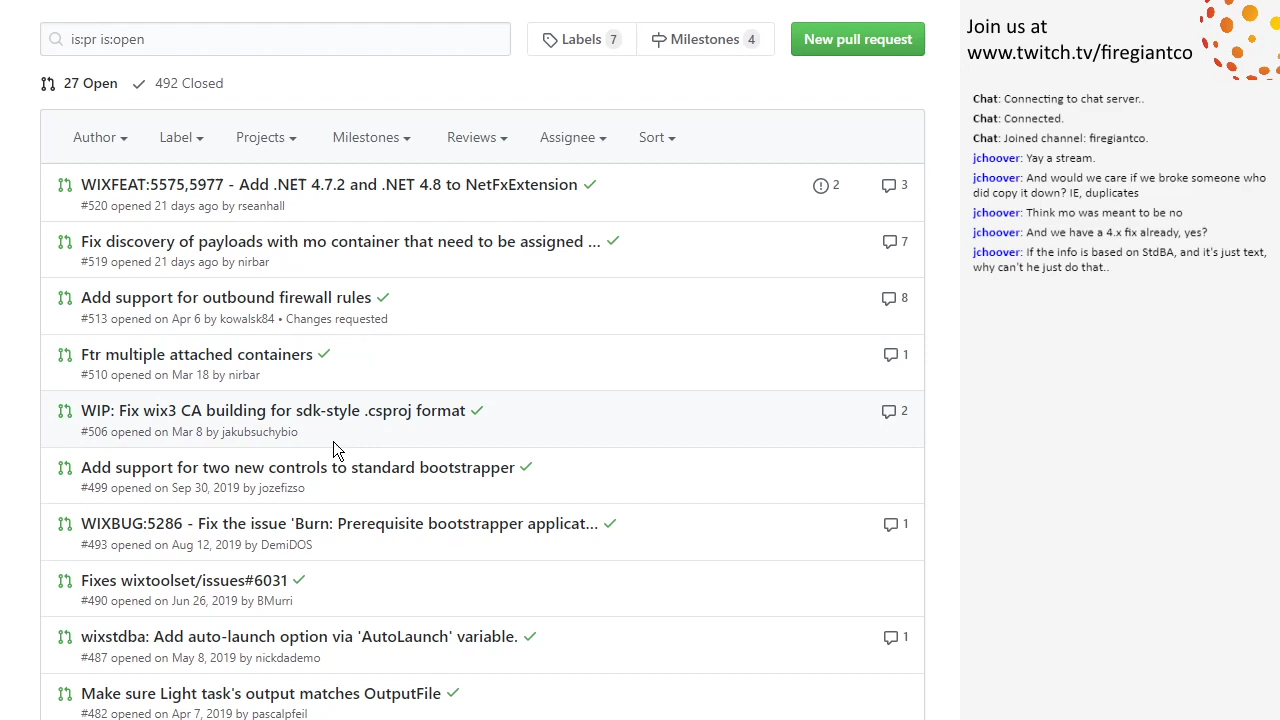 is:pr is:open
Labels 7
Milestones 4
New pull request
27 Open 492 Closed
Author Label Projects Milestones Reviews Assignee Sort
WIXFEAT:5575,5977 - Add .NET 4.7.2 and .NET 4.8 to NetFxExtension 2 3
#520 opened 21 days ago by rseanhall
Fix discovery of payloads with mo container that need to be assigned ... 7
#519 opened 21 days ago by nirbar
Add support for outbound firewall rules 8
#513 opened on Apr 6 by kowalsk84 • Changes requested
Ftr multiple attached containers 1
#510 opened on Mar 18 by nirbar
WIP: Fix wix3 CA building for sdk-style .csproj format 2
#506 opened on Mar 8 by jakubsuchybio
Add support for two new controls to standard bootstrapper
#499 opened on Sep 30, 2019 by jozefizso
WIXBUG:5286 - Fix the issue 'Burn: Prerequisite bootstrapper applicat... 1
#493 opened on Aug 12, 2019 by DemiDOS
Fixes wixtoolset/issues#6031
#490 opened on Jun 26, 2019 by BMurri
wixstdba: Add auto-launch option via 'AutoLaunch' variable. 1
#487 opened on May 8, 2019 by nickdademo
Make sure Light task's output matches OutputFile
#482 opened on Apr 7, 2019 by pascalpfeil
Join us at
www.twitch.tv/firegiantco
Chat: Connecting to chat server..
Chat: Connected.
Chat: Joined channel: firegiantco.
jchoover: Yay a stream.
jchoover: And would we care if we broke someone who
did copy it down? IE, duplicates
jchoover: Think mo was meant to be no
jchoover: And we have a 4.x fix already, yes?
jchoover: If the info is based on StdBA, and it's just text,
why can't he just do that..